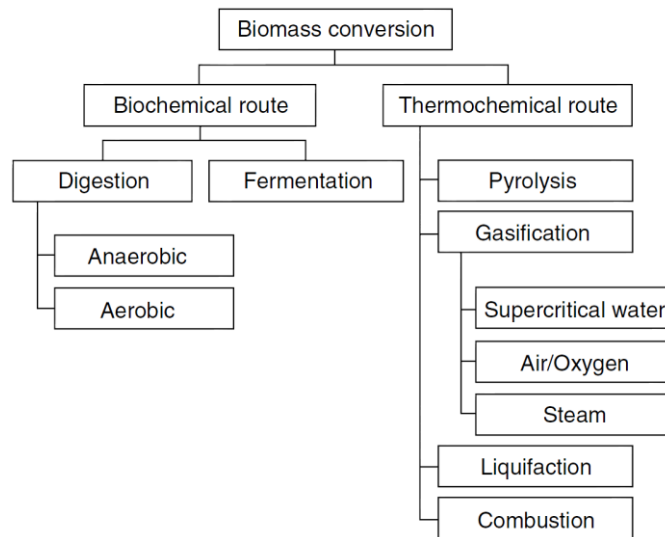 Biomass conversion
Biochemical route
Thermochemical route
Digestion
Fermentation
Pyrolysis
Gasification
Anaerobic
Aerobic
Supercritical water
Air/Oxygen
Steam
Liquifaction
Combustion